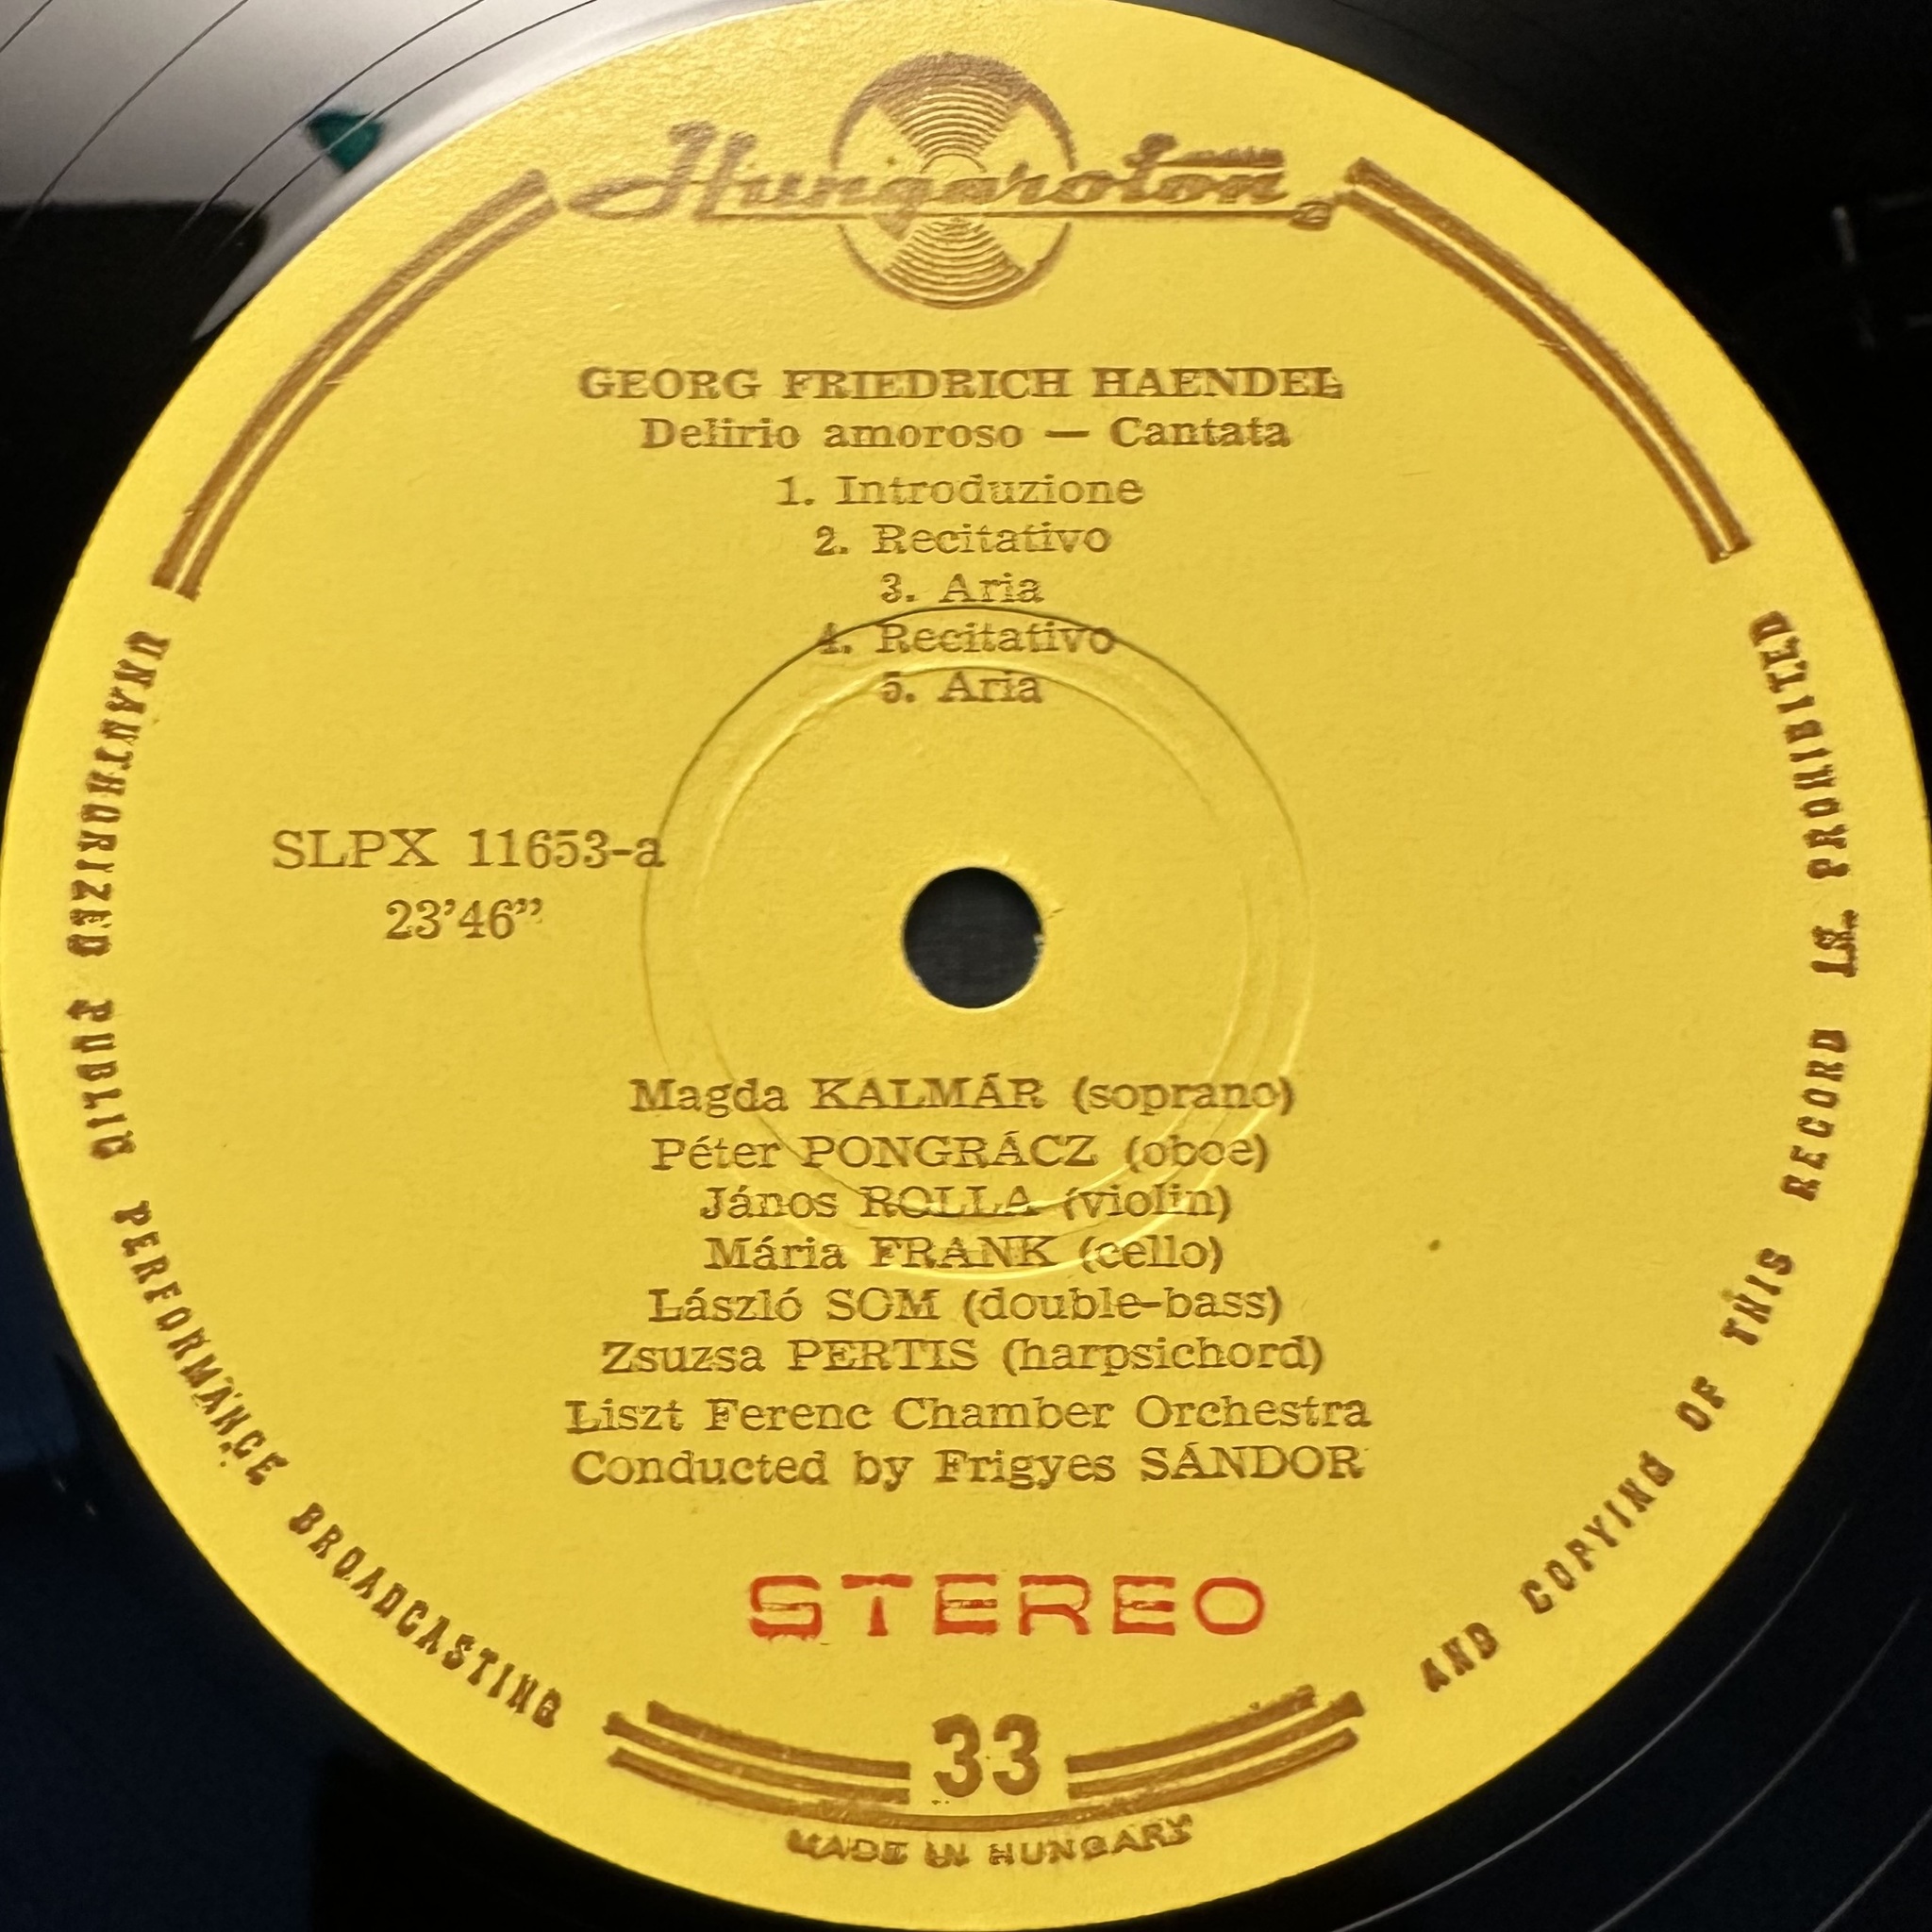 Hungaroton
GEORG FRIEDRICH HAENDEL
Delirio amoroso — Cantata
1. Introduzione
2. Recitativo
3. Aria
4. Recitativo
5. Aria
SLPX 11653-a
23’46”
Magda KALMÁR (soprano)
Péter PONGRÁCZ (oboe)
János ROLLA (violin)
Mária FRANK (cello)
László SOM (double-bass)
Zsuzsa PERTIS (harpsichord)
Liszt Ferenc Chamber Orchestra
Conducted by Frigyes SÁNDOR
STEREO
33
MADE IN HUNGARY
UNAUTHORIZED PUBLIC PERFORMANCE BROADCASTING AND COPYING OF THIS RECORD IS PROHIBITED